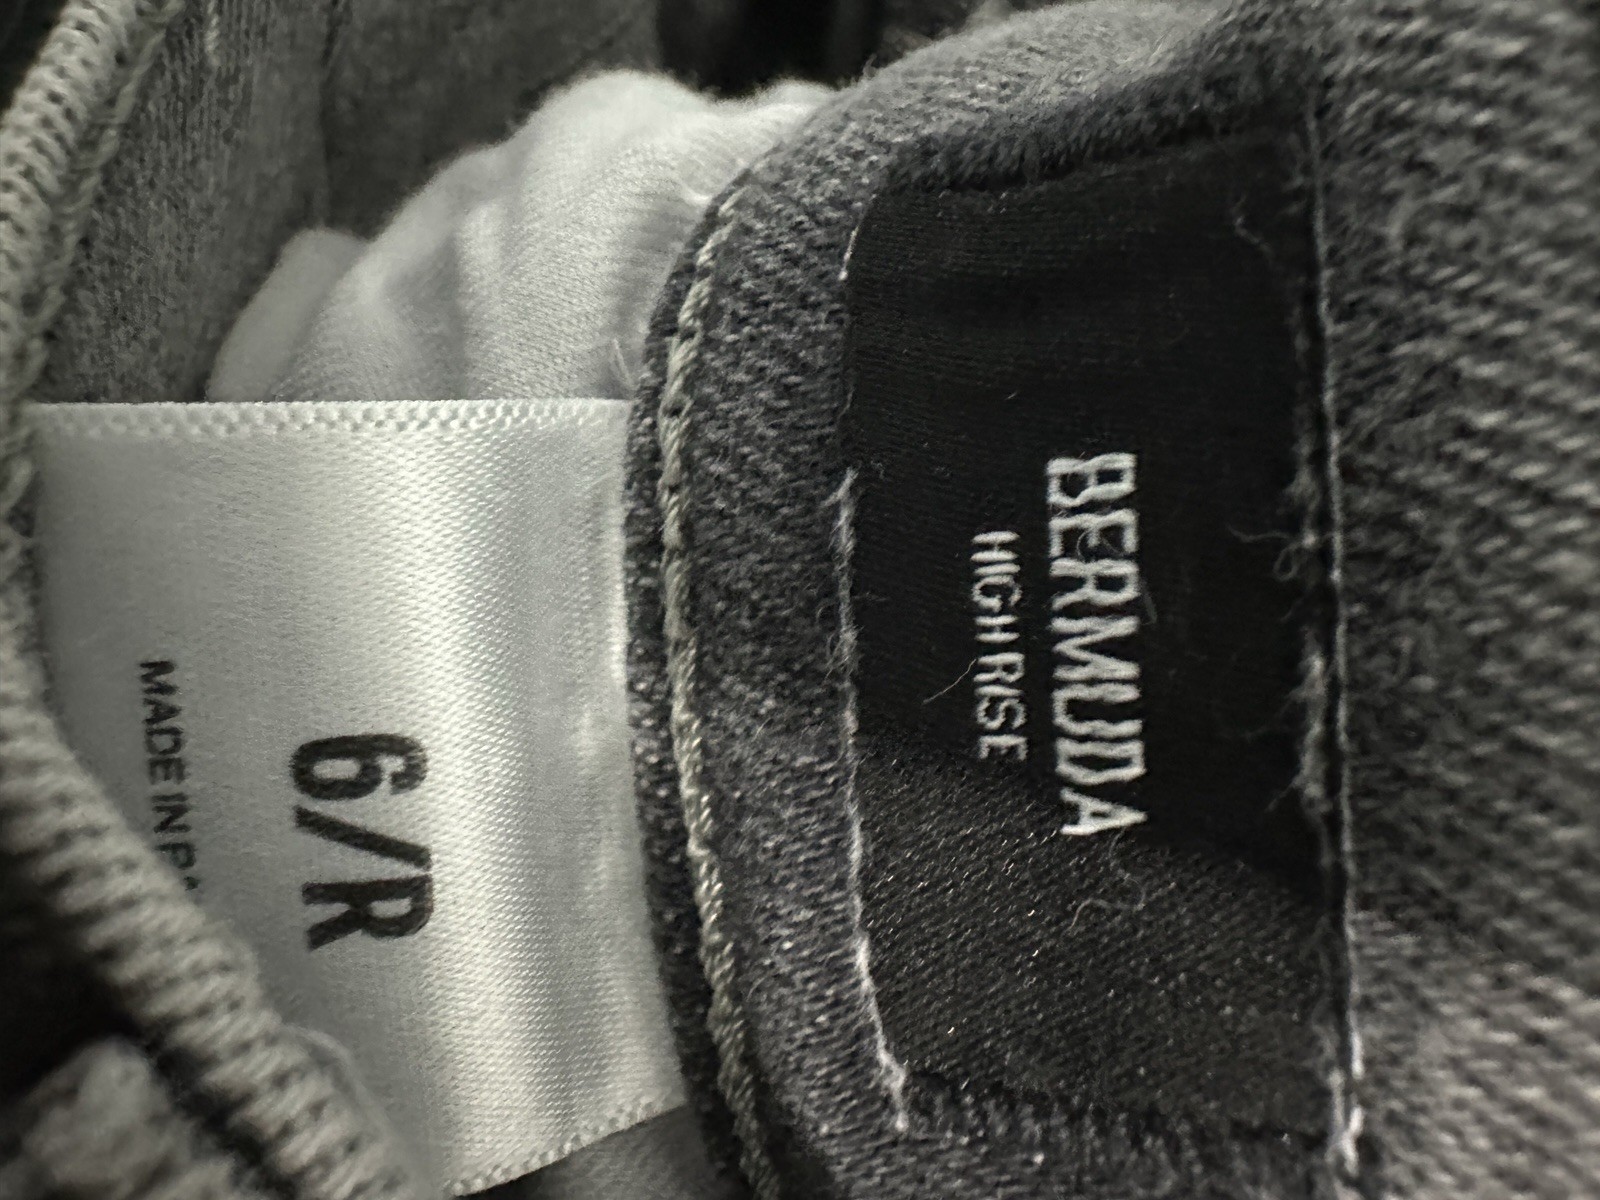 BERMUDA
HIGH RISE
6/R
MADE IN